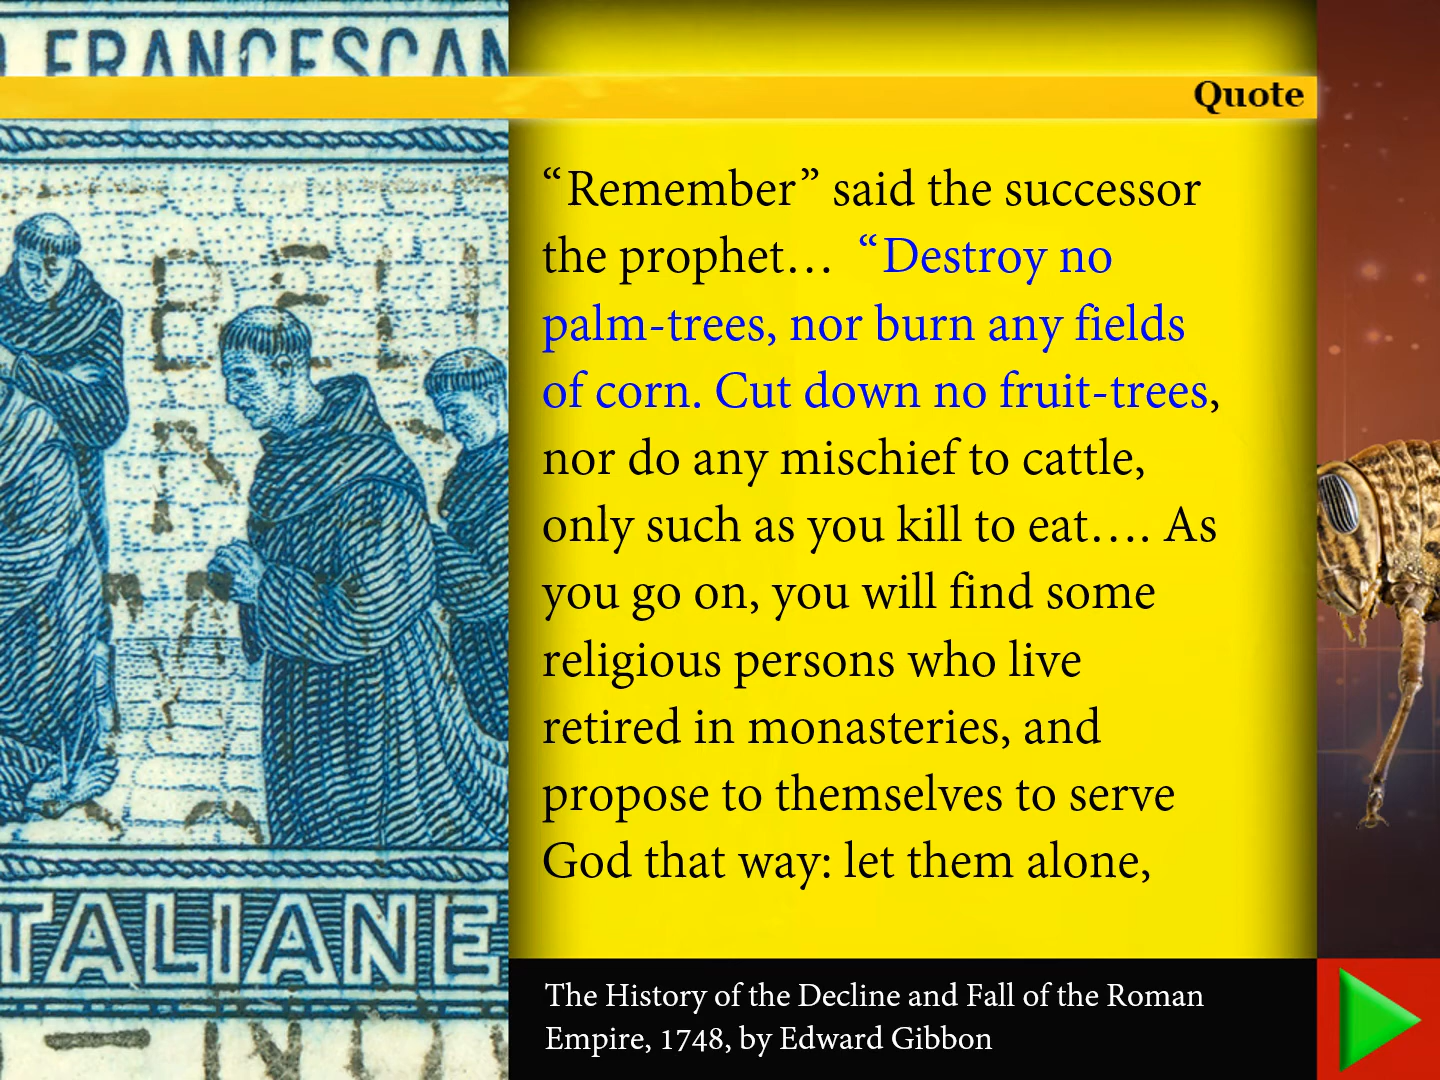 FRANCESCAN
Quote
“Remember” said the successor
the prophet… “Destroy no
palm-trees, nor burn any fields
of corn. Cut down no fruit-trees,
nor do any mischief to cattle,
only such as you kill to eat…. As
you go on, you will find some
religious persons who live
retired in monasteries, and
propose to themselves to serve
God that way: let them alone,
TALIANE
The History of the Decline and Fall of the Roman
Empire, 1748, by Edward Gibbon